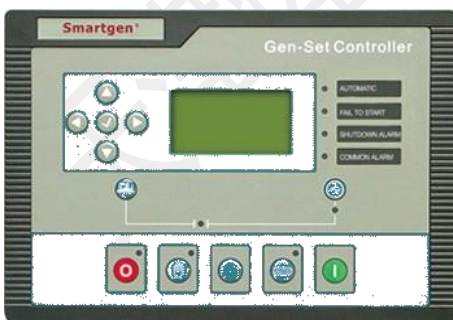 Smartgen®
Gen-Set Controller
AUTOMATIC
FAIL TO START
SHUTDOWN ALARM
COMMON ALARM